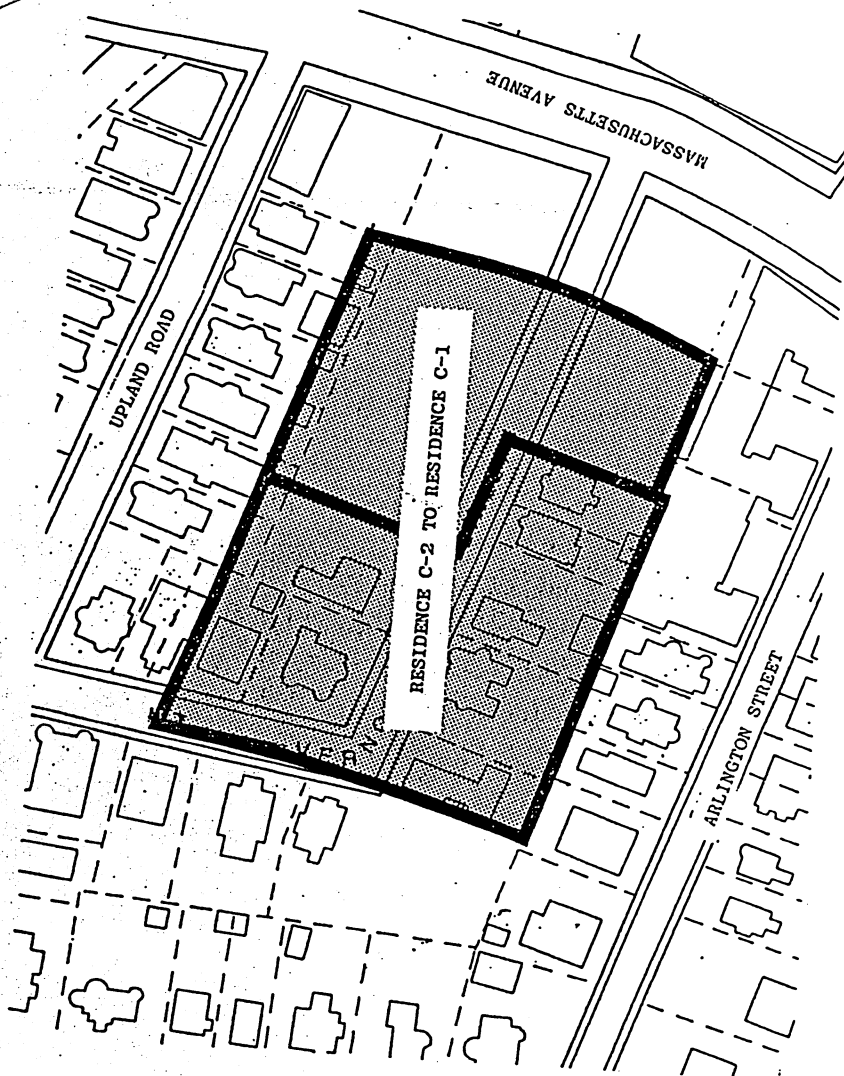 MASSACHUSETTS AVENUE
UPLAND ROAD
RESIDENCE C-2 TO RESIDENCE C-1
ARLINGTON STREET